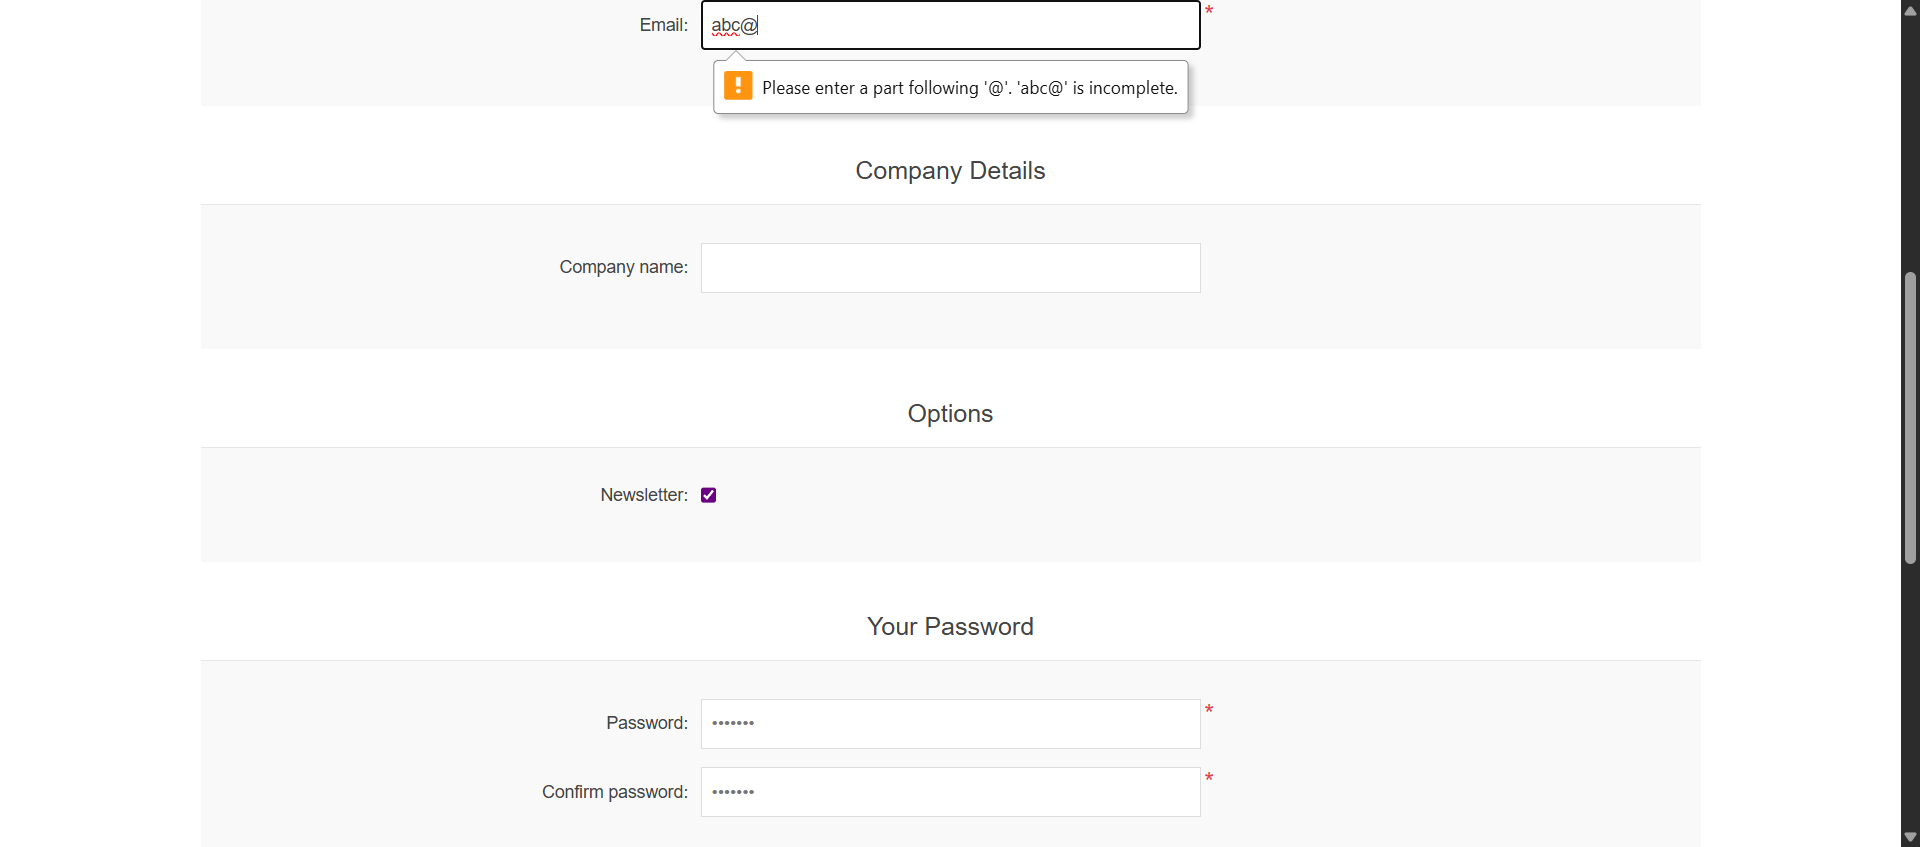 Email: abc@ *
Please enter a part following '@'. 'abc@' is incomplete.
Company Details
Company name:
Options
Newsletter:
Your Password
Password: ••••••• *
Confirm password: ••••••• *